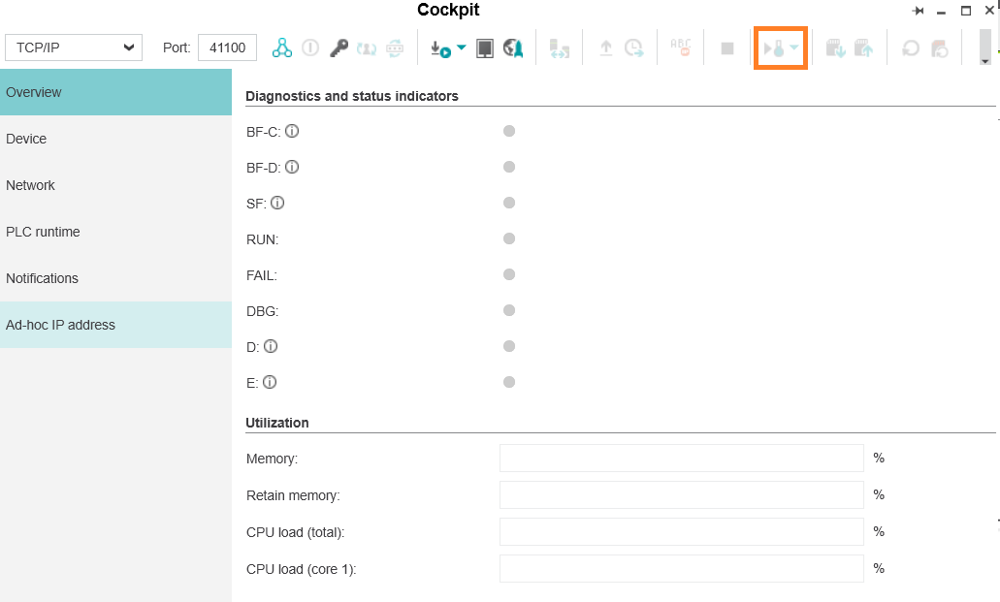 Cockpit
TCP/IP
Port:
41100
ABC
Overview
Device
Network
PLC runtime
Notifications
Ad-hoc IP address
Diagnostics and status indicators
BF-C:
BF-D:
SF:
RUN:
FAIL:
DBG:
D:
E:
Utilization
Memory: %
Retain memory: %
CPU load (total): %
CPU load (core 1): %